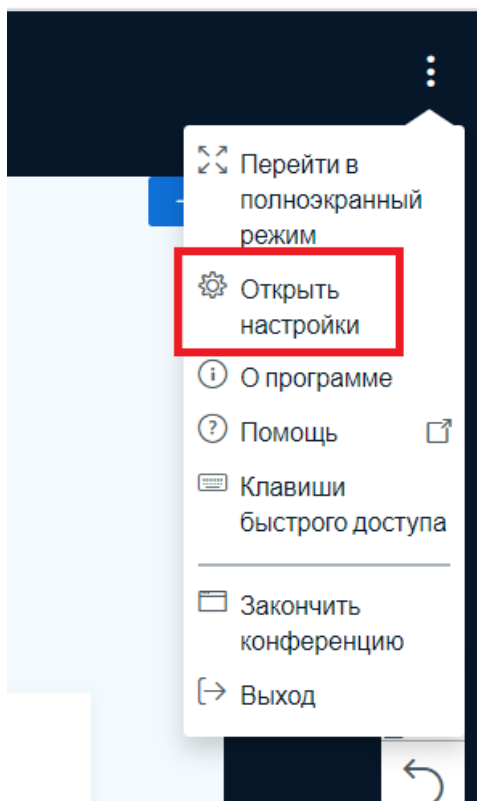 Перейти в
полноэкранный
режим
Открыть
настройки
О программе
Помощь
Клавиши
быстрого доступа
Закончить
конференцию
Выход